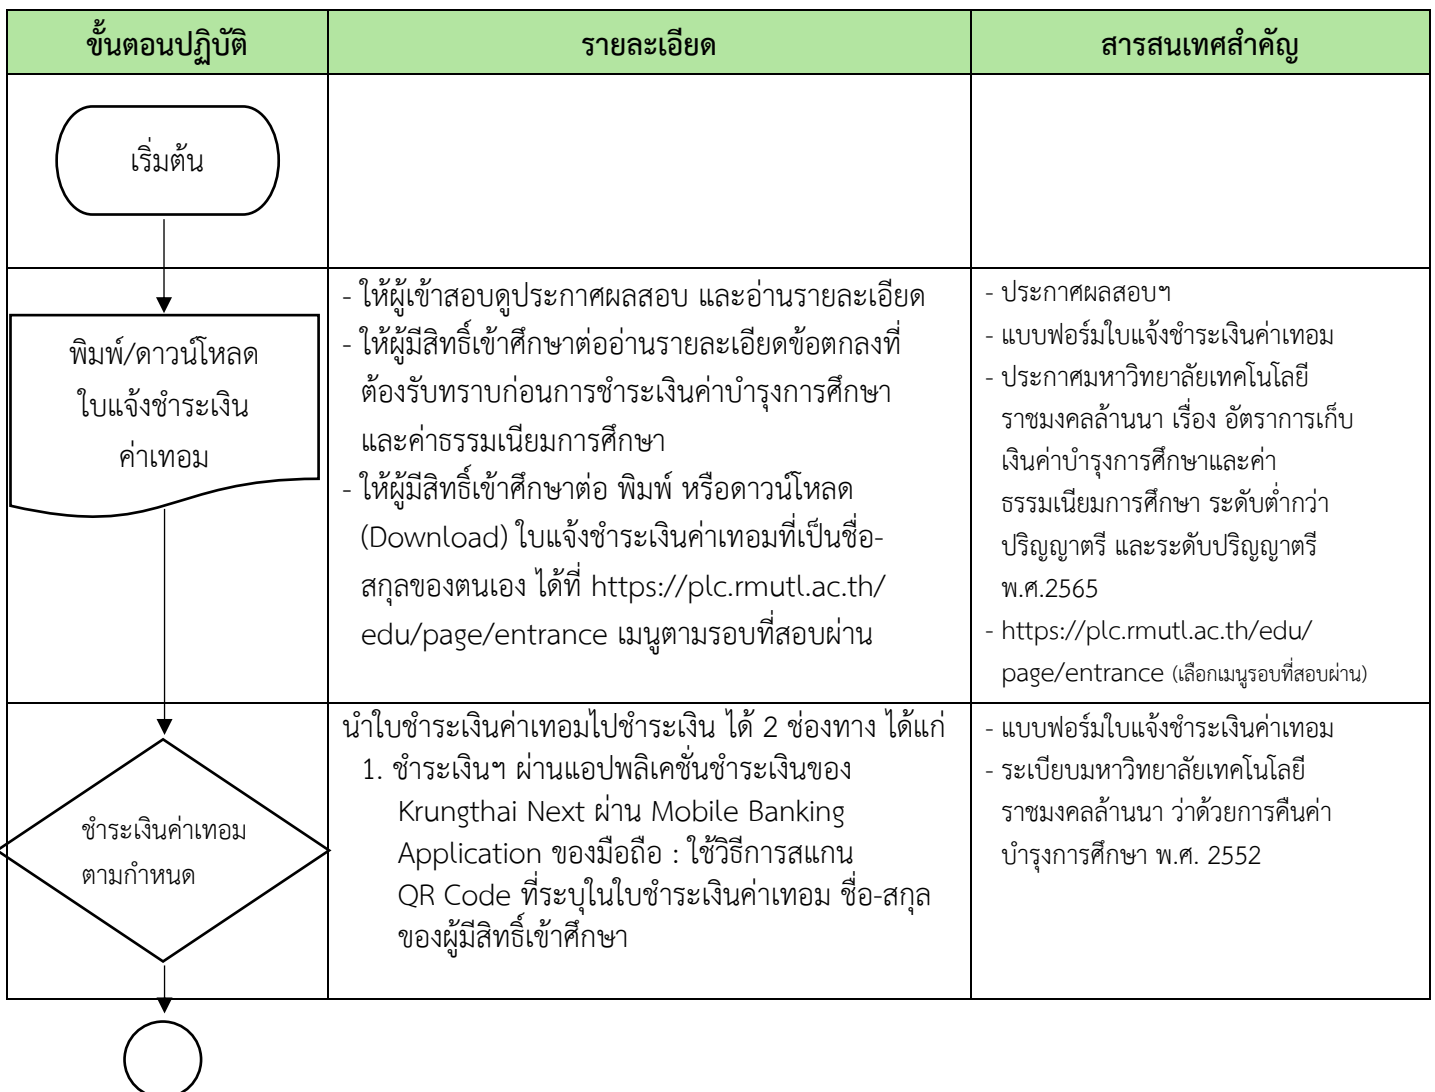 ขั้นตอนปฏิบัติ
รายละเอียด
สารสนเทศสำคัญ
เริ่มต้น
พิมพ์/ดาวน์โหลด
ใบแจ้งชำระเงิน
ค่าเทอม
- ให้ผู้เข้าสอบดูประกาศผลสอบ และอ่านรายละเอียด
- ให้ผู้มีสิทธิ์เข้าศึกษาต่ออ่านรายละเอียดข้อตกลงที่
ต้องรับทราบก่อนการชำระเงินค่าบำรุงการศึกษา
และค่าธรรมเนียมการศึกษา
- ให้ผู้มีสิทธิ์เข้าศึกษาต่อ พิมพ์ หรือดาวน์โหลด
(Download) ใบแจ้งชำระเงินค่าเทอมที่เป็นชื่อ-
สกุลของตนเอง ได้ที่ https://plc.rmutl.ac.th/
edu/page/entrance เมนูตามรอบที่สอบผ่าน
- ประกาศผลสอบฯ
- แบบฟอร์มใบแจ้งชำระเงินค่าเทอม
- ประกาศมหาวิทยาลัยเทคโนโลยี
ราชมงคลล้านนา เรื่อง อัตราการเก็บ
เงินค่าบำรุงการศึกษาและค่า
ธรรมเนียมการศึกษา ระดับต่ำกว่า
ปริญญาตรี และระดับปริญญาตรี
พ.ศ.2565
- https://plc.rmutl.ac.th/edu/
page/entrance (เลือกเมนูรอบที่สอบผ่าน)
ชำระเงินค่าเทอม
ตามกำหนด
นำใบชำระเงินค่าเทอมไปชำระเงิน ได้ 2 ช่องทาง ได้แก่
1. ชำระเงินฯ ผ่านแอปพลิเคชั่นชำระเงินของ
Krungthai Next ผ่าน Mobile Banking
Application ของมือถือ : ใช้วิธีการสแกน
QR Code ที่ระบุในใบชำระเงินค่าเทอม ชื่อ-สกุล
ของผู้มีสิทธิ์เข้าศึกษา
- แบบฟอร์มใบแจ้งชำระเงินค่าเทอม
- ระเบียบมหาวิทยาลัยเทคโนโลยี
ราชมงคลล้านนา ว่าด้วยการคืนค่า
บำรุงการศึกษา พ.ศ. 2552